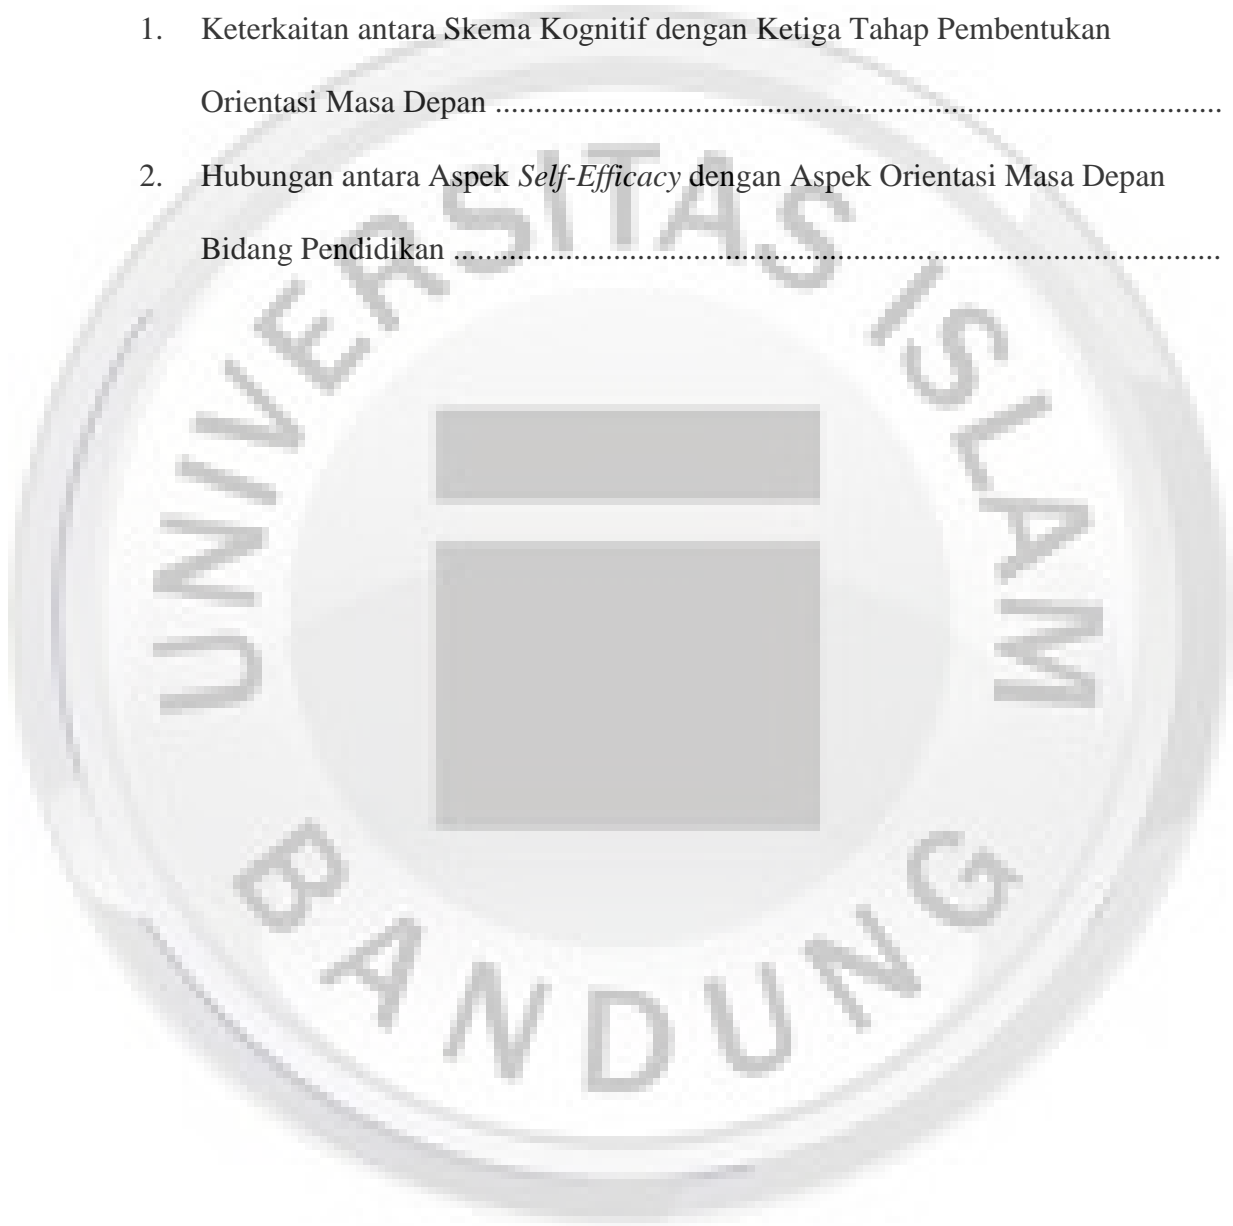 1. Keterkaitan antara Skema Kognitif dengan Ketiga Tahap Pembentukan
Orientasi Masa Depan ............................................................................................
2. Hubungan antara Aspek Self-Efficacy dengan Aspek Orientasi Masa Depan
Bidang Pendidikan .................................................................................................
UNIVERSITAS ISLAM
BANDUNG